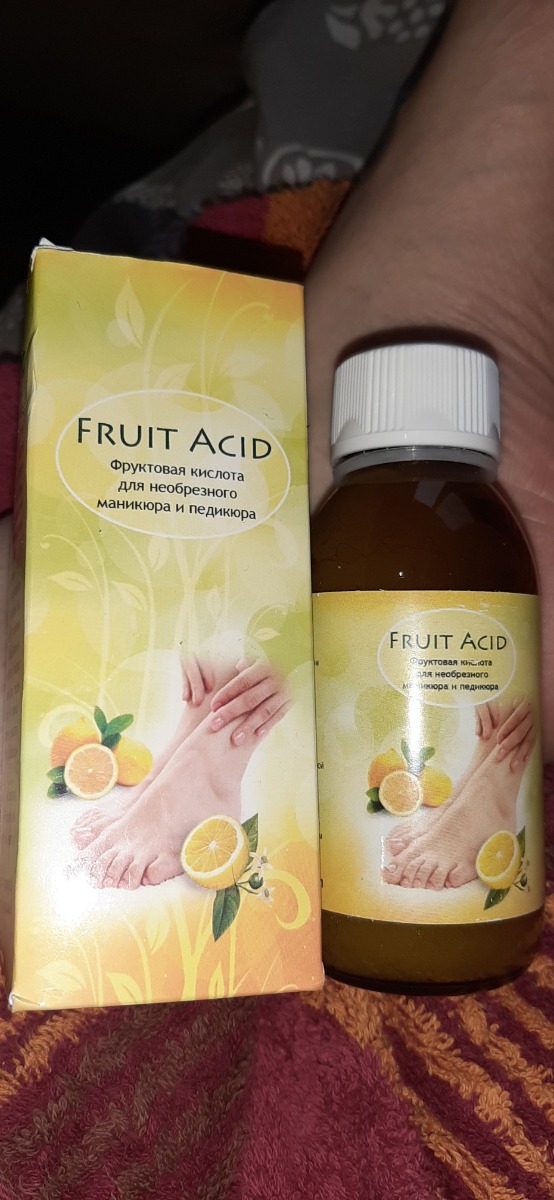 FRUIT ACID
Фруктовая кислота
для необрезного
маникюра и педикюра
FRUIT ACID
Фруктовая кислота
для необрезного
маникюра и педикюра